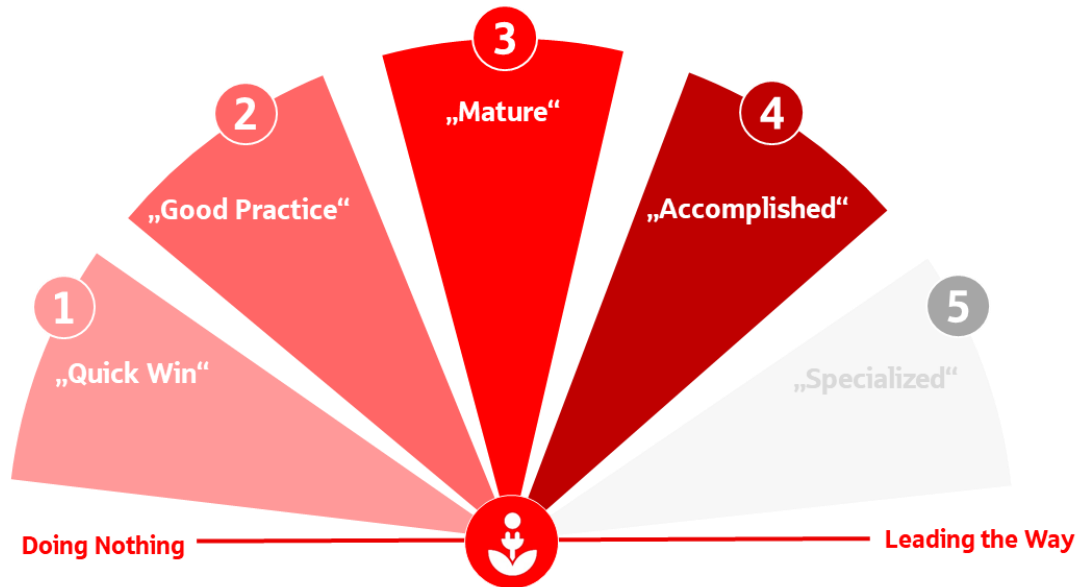 1
„Quick Win“
2
„Good Practice“
3
„Mature“
4
„Accomplished“
5
„Specialized“
Doing Nothing
Leading the Way